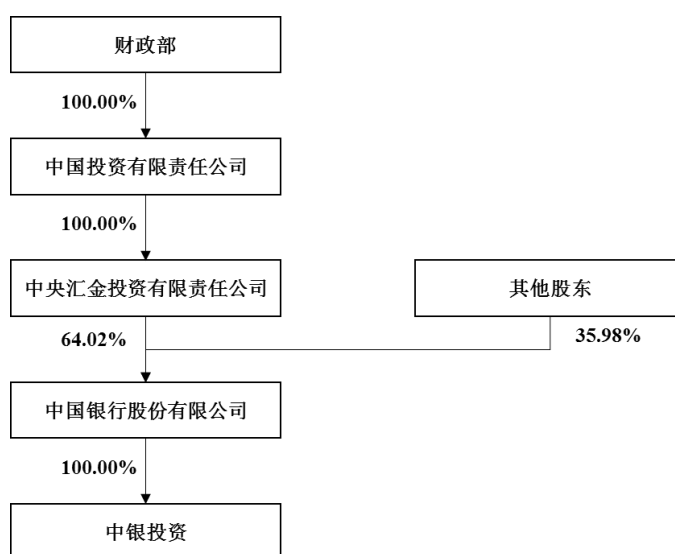 财政部
100.00%
中国投资有限责任公司
100.00%
中央汇金投资有限责任公司
其他股东
64.02%
35.98%
中国银行股份有限公司
100.00%
中银投资